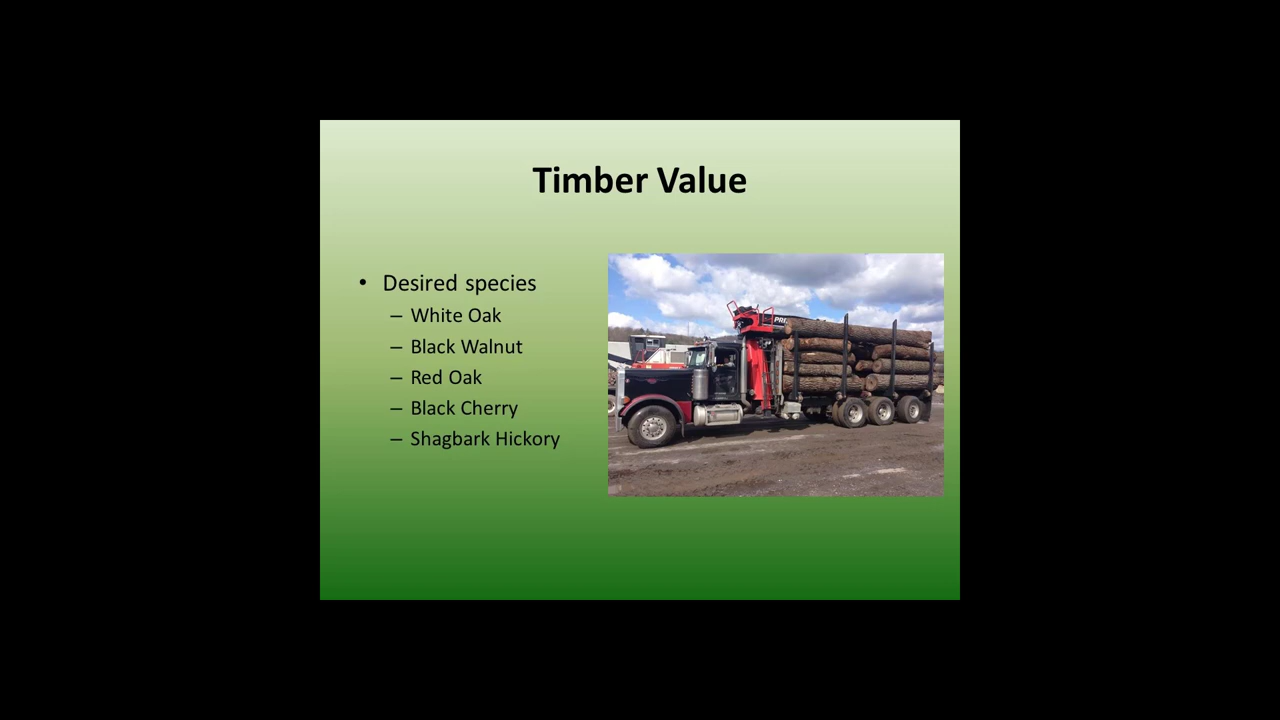 Timber Value
• Desired species
– White Oak
– Black Walnut
– Red Oak
– Black Cherry
– Shagbark Hickory